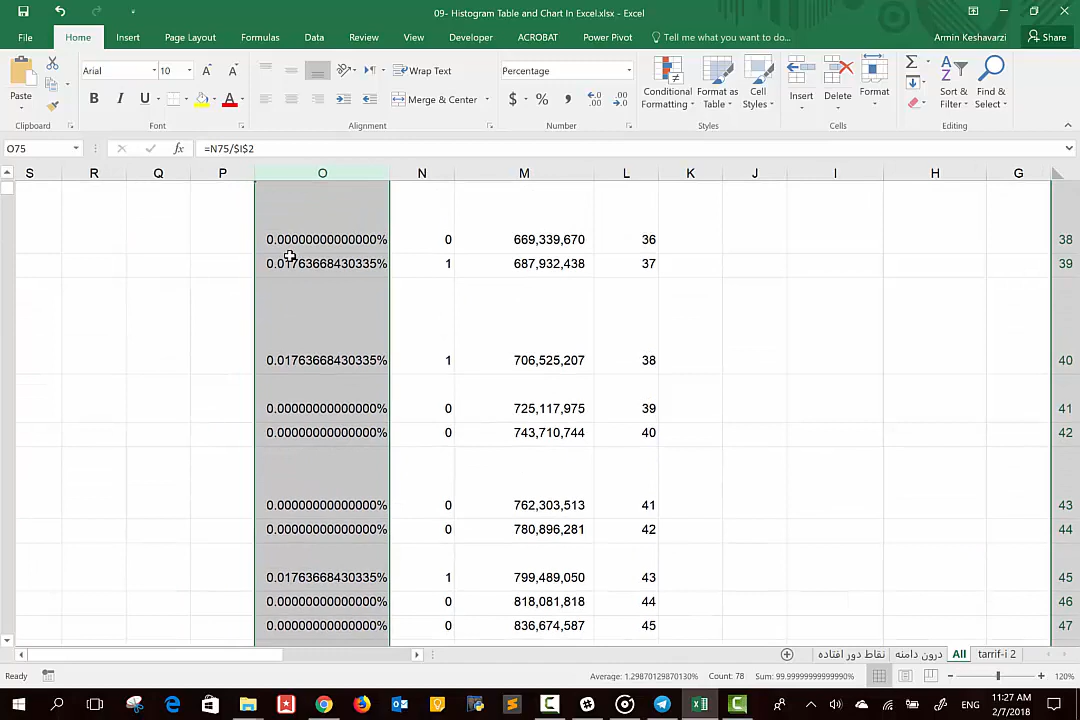 09- Histogram Table and Chart In Excel.xlsx - Excel
File Home Insert Page Layout Formulas Data Review View Developer ACROBAT Power Pivot Tell me what you want to do... Armin Keshavarzi Share
Arial 10 Wrap Text Percentage
Paste B I U A Merge & Center $ % , Conditional Formatting Format as Table Cell Styles Insert Delete Format Sort & Filter Find & Select
Clipboard Font Alignment Number Styles Cells Editing
O75 fx =N75/$I$2
S R Q P O N M L K J I H G
0.00000000000000% 0 669,339,670 36 38
0.01763668430335% 1 687,932,438 37 39
0.01763668430335% 1 706,525,207 38 40
0.00000000000000% 0 725,117,975 39 41
0.00000000000000% 0 743,710,744 40 42
0.00000000000000% 0 762,303,513 41 43
0.00000000000000% 0 780,896,281 42 44
0.01763668430335% 1 799,489,050 43 45
0.00000000000000% 0 818,081,818 44 46
0.00000000000000% 0 836,674,587 45 47
نقاط دور افتاده درون دامنه All tarrif-i 2
Ready Average: 1.29870129870130% Count: 78 Sum: 99.99999999999990% 120%
ENG 11:27 AM
2/7/2018